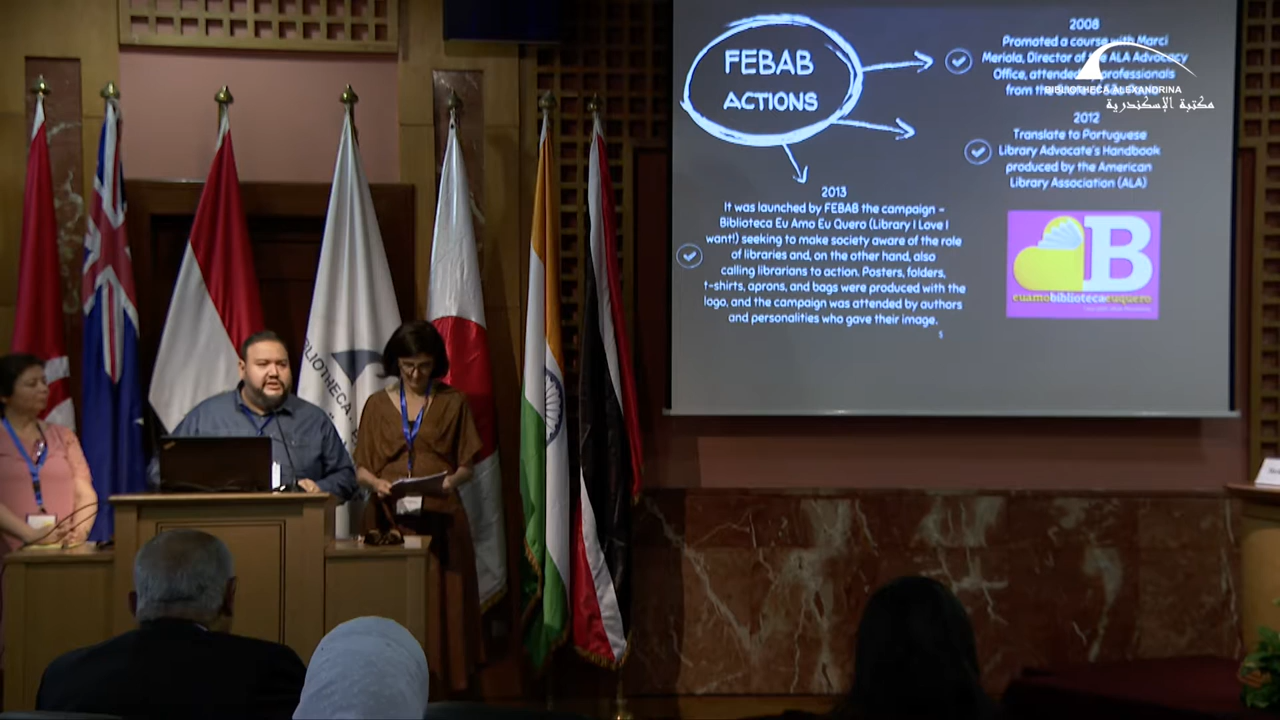 FEBAB
ACTIONS
2008
Promoted a course with Marci
Meriola, Director of the ALA Advocacy
Office, attended professionals
from the
BIBLIOTHECA ALEXANDRINA
مكتبة الإسكندرية
2012
Translate to Portuguese
Library Advocate's Handbook
produced by the American
Library Association (ALA)
2013
It was launched by FEBAB the campaign -
Biblioteca Eu Amo Eu Quero (Library I Love I
want!) seeking to make society aware of the role
of libraries and, on the other hand, also
calling librarians to action. Posters, folders,
t-shirts, aprons, and bags were produced with the
logo, and the campaign was attended by authors
and personalities who gave their image.
5
B
euamobibliotecaeuquero
BLIOTHECA